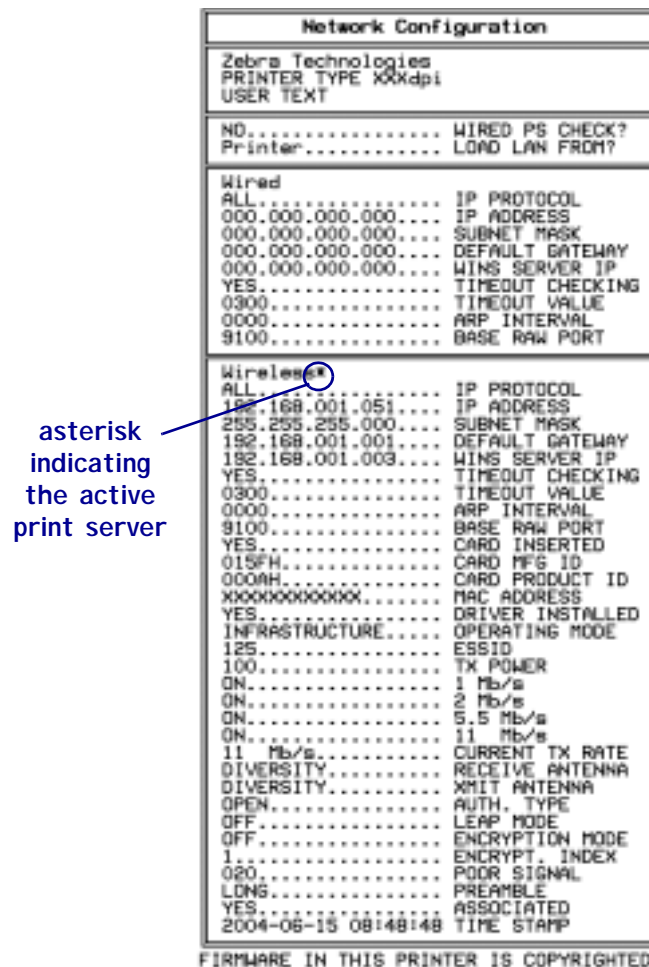 Network Configuration
Zebra Technologies
PRINTER TYPE XXXdpi
USER TEXT
NO................. WIRED PS CHECK?
Printer............ LOAD LAN FROM?
Wired
ALL................ IP PROTOCOL
000.000.000.000.... IP ADDRESS
000.000.000.000.... SUBNET MASK
000.000.000.000.... DEFAULT GATEWAY
000.000.000.000.... WINS SERVER IP
YES................ TIMEOUT CHECKING
0300............... TIMEOUT VALUE
0000............... ARP INTERVAL
9100............... BASE RAW PORT
Wireless*
ALL................ IP PROTOCOL
192.168.001.051.... IP ADDRESS
255.255.255.000.... SUBNET MASK
192.168.001.001.... DEFAULT GATEWAY
192.168.001.003.... WINS SERVER IP
YES................ TIMEOUT CHECKING
0300............... TIMEOUT VALUE
0000............... ARP INTERVAL
9100............... BASE RAW PORT
YES................ CARD INSERTED
015FH.............. CARD MFG ID
000AH.............. CARD PRODUCT ID
XXXXXXXXXXXX....... MAC ADDRESS
YES................ DRIVER INSTALLED
INFRASTRUCTURE..... OPERATING MODE
125................ ESSID
100................ TX POWER
ON................. 1 Mb/s
ON................. 2 Mb/s
ON................. 5.5 Mb/s
ON................. 11 Mb/s
11 Mb/s............ CURRENT TX RATE
DIVERSITY.......... RECEIVE ANTENNA
DIVERSITY.......... XMIT ANTENNA
OPEN............... AUTH. TYPE
OFF................ LEAP MODE
OFF................ ENCRYPTION MODE
1.................. ENCRYPT. INDEX
020................ POOR SIGNAL
LONG............... PREAMBLE
YES................ ASSOCIATED
2004-06-15 08:48:48 TIME STAMP
FIRMWARE IN THIS PRINTER IS COPYRIGHTED
asterisk
indicating
the active
print server